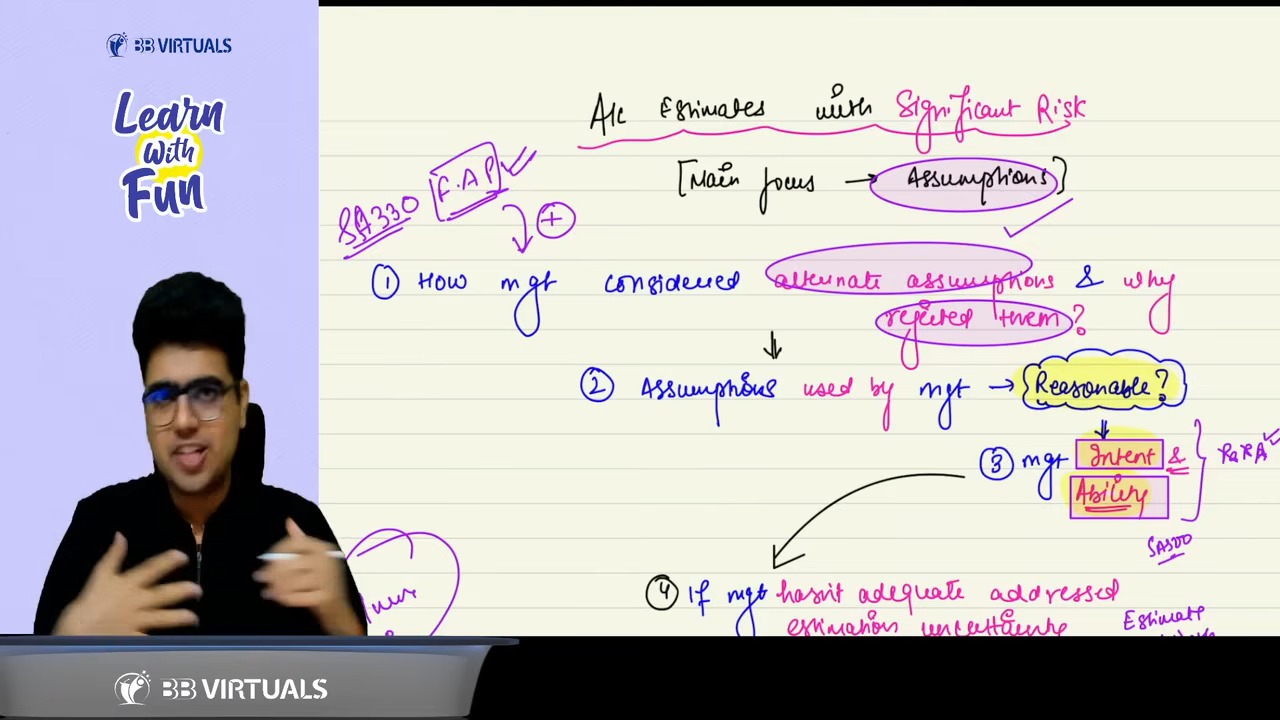 BB VIRTUALS
Learn
With
Fun
A/c Estimates with Significant Risk
[Main focus → Assumptions]
SA330
F.A.P
+
① How mgt considered alternate assumptions & why
rejected them?
② Assumptions used by mgt → Reasonable?
③ mgt Intent &
Ability
SA500
④ If mgt hasn't adequate addressed
estimation uncertainty
Estimate
BB VIRTUALS